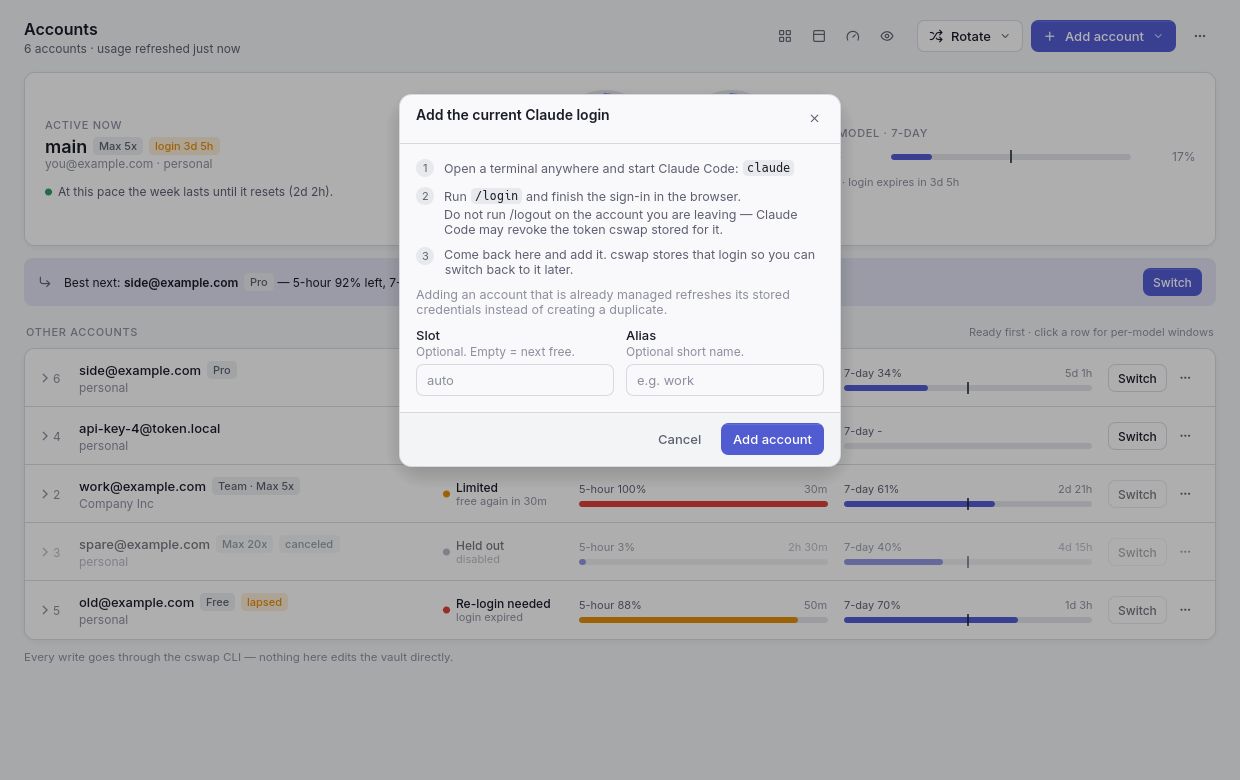 Accounts
6 accounts · usage refreshed just now
Rotate
Add account
ACTIVE NOW
main Max 5x login 3d 5h
you@example.com · personal
At this pace the week lasts until it resets (2d 2h).
MODEL · 7-DAY
17%
· login expires in 3d 5h
Add the current Claude login
1 Open a terminal anywhere and start Claude Code: claude
2 Run /login and finish the sign-in in the browser.
Do not run /logout on the account you are leaving — Claude
Code may revoke the token cswap stored for it.
3 Come back here and add it. cswap stores that login so you can
switch back to it later.
Adding an account that is already managed refreshes its stored
credentials instead of creating a duplicate.
Slot
Optional. Empty = next free.
auto
Alias
Optional short name.
e.g. work
Cancel
Add account
Best next: side@example.com Pro — 5-hour 92% left, 7-
Switch
OTHER ACCOUNTS
Ready first · click a row for per-model windows
6 side@example.com Pro
personal
7-day 34% 5d 1h
Switch
4 api-key-4@token.local
personal
7-day -
Switch
2 work@example.com Team · Max 5x
Company Inc
Limited
free again in 30m
5-hour 100% 30m
7-day 61% 2d 21h
Switch
3 spare@example.com Max 20x canceled
personal
Held out
disabled
5-hour 3% 2h 30m
7-day 40% 4d 15h
Switch
5 old@example.com Free lapsed
personal
Re-login needed
login expired
5-hour 88% 50m
7-day 70% 1d 3h
Switch
Every write goes through the cswap CLI — nothing here edits the vault directly.